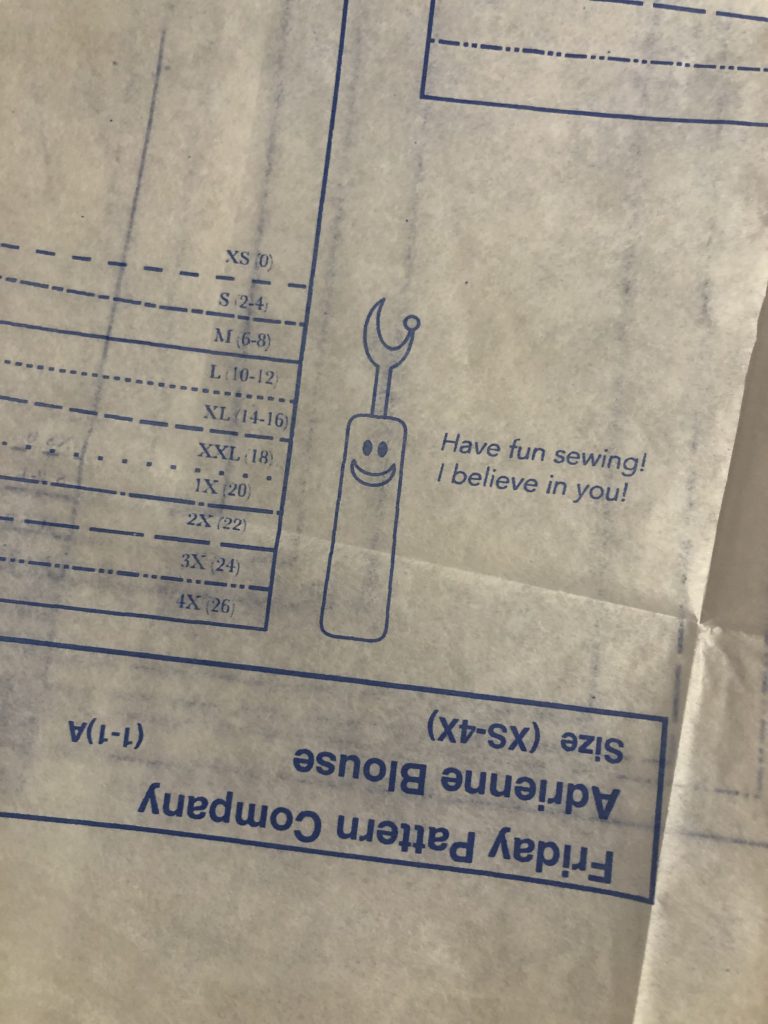 XS (0)
S (2-4)
M (6-8)
L (10-12)
XL (14-16)
XXL (18)
1X (20)
2X (22)
3X (24)
4X (26)
Have fun sewing!
I believe in you!
Friday Pattern Company
Adrienne Blouse
Size (XS-4X) (1-1)A